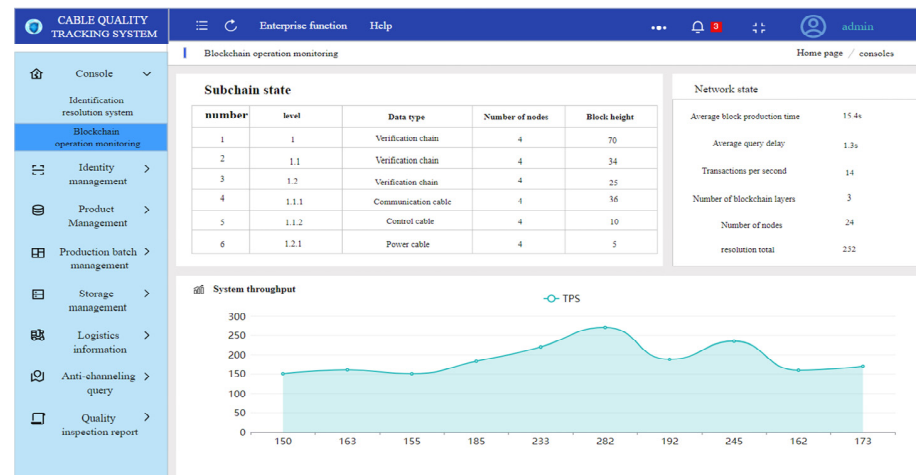 CABLE QUALITY
TRACKING SYSTEM
Enterprise function Help
3
admin
Blockchain operation monitoring
Home page / consoles
Console
Identification
resolution system
Blockchain
operation monitoring
Identity
management
Product
Management
Production batch
management
Storage
management
Logistics
information
Anti-channeling
query
Quality
inspection report
Subchain state
number level Data type Number of nodes Block height
1 1 Verification chain 4 70
2 1.1 Verification chain 4 34
3 1.2 Verification chain 4 25
4 1.1.1 Communication cable 4 36
5 1.1.2 Control cable 4 10
6 1.2.1 Power cable 4 5
Network state
Average block production time 15.4s
Average query delay 1.3s
Transactions per second 14
Number of blockchain layers 3
Number of nodes 24
resolution total 252
System throughput
TPS
300
250
200
150
100
50
0
150 163 155 185 233 282 192 245 162 173